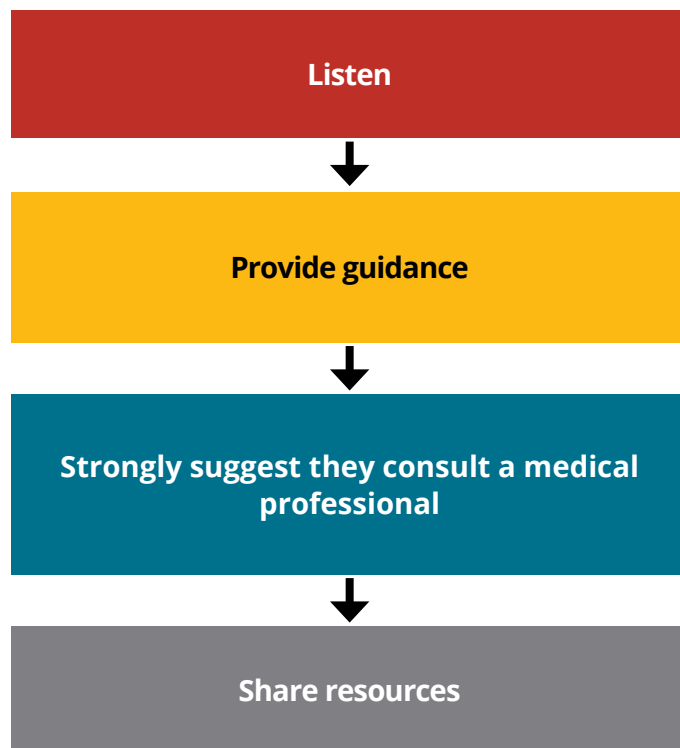 Listen
Provide guidance
Strongly suggest they consult a medical
professional
Share resources